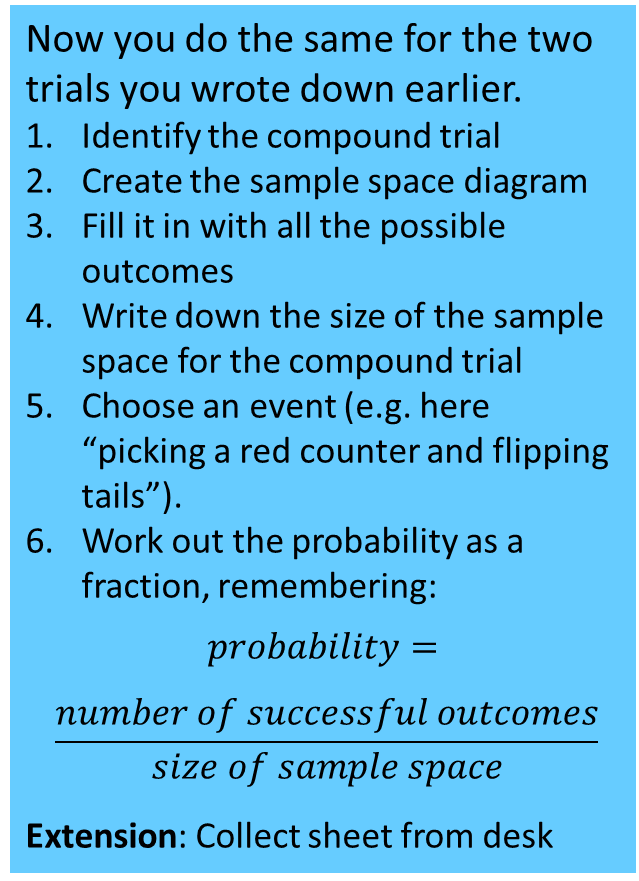 Now you do the same for the two
trials you wrote down earlier.
1. Identify the compound trial
2. Create the sample space diagram
3. Fill it in with all the possible
outcomes
4. Write down the size of the sample
space for the compound trial
5. Choose an event (e.g. here
“picking a red counter and flipping
tails”).
6. Work out the probability as a
fraction, remembering:
probability =
number of successful outcomes
size of sample space
Extension: Collect sheet from desk